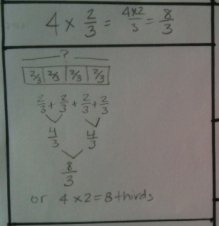 4 × 2/3 = 4×2/3 = 8/3
?
2/3 2/3 2/3 2/3
2/3 + 2/3 + 2/3 + 2/3
4/3 4/3
8/3
or 4 × 2 = 8 thirds